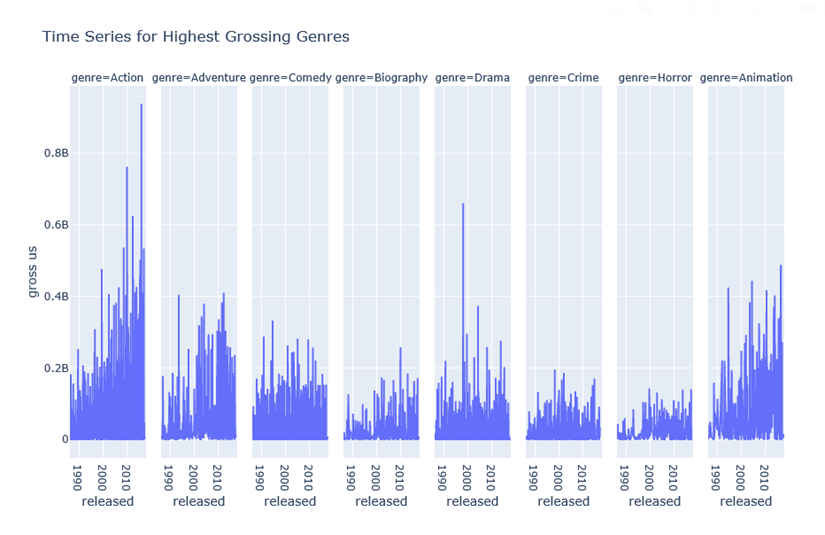 Time Series for Highest Grossing Genres
genre=Action genre=Adventure genre=Comedy genre=Biography genre=Drama genre=Crime genre=Horror genre=Animation
0.8B
0.6B
0.4B
0.2B
0
gross us
1990 2000 2010 1990 2000 2010 1990 2000 2010 1990 2000 2010 1990 2000 2010 1990 2000 2010 1990 2000 2010 1990 2000 2010
released released released released released released released released